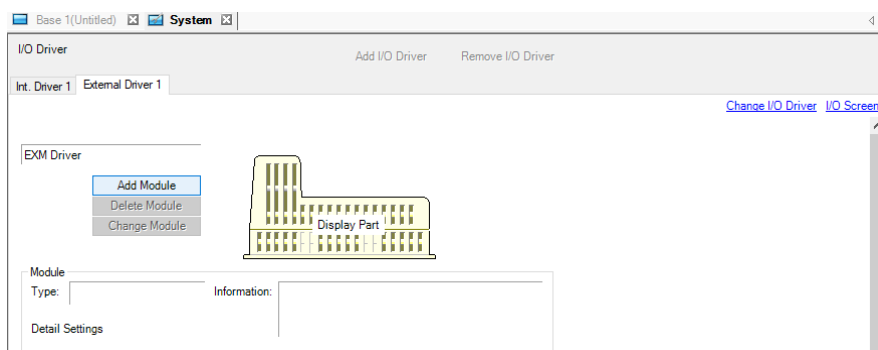 Base 1(Untitled) System
I/O Driver
Add I/O Driver Remove I/O Driver
Int. Driver 1 External Driver 1
Change I/O Driver I/O Screen
EXM Driver
Add Module
Delete Module
Change Module
Display Part
Module
Type: Information:
Detail Settings